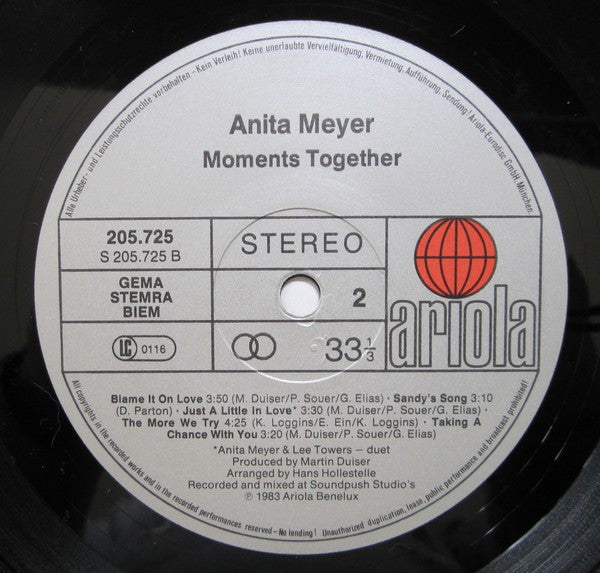 Alle Urheber- und Leistungsschutzrechte vorbehalten - Kein Verleih! Keine unerlaubte Vervielfältigung, Vermietung, Aufführung, Sendung! Ariola-Eurodisc GmbH, München
Anita Meyer
Moments Together
205.725
S 205.725 B
STEREO
GEMA
STEMRA
BIEM
2
ariola
LC 0116
33 1/3
Blame It On Love 3:50 (M. Duiser/P. Souer/G. Elias) · Sandy's Song 3:10
(D. Parton) · Just A Little In Love* 3:30 (M. Duiser/P. Souer/G. Elias) ·
The More We Try 4:25 (K. Loggins/E. Ein/K. Loggins) · Taking A
Chance With You 3:20 (M. Duiser/P. Souer/G. Elias)
*Anita Meyer & Lee Towers – duet
Produced by Martin Duiser
Arranged by Hans Hollestelle
Recorded and mixed at Soundpush Studio's
℗ 1983 Ariola Benelux
All copyrights in the recorded works and in the recorded performances reserved – No lending! Unauthorized duplication, lease, public performance and broadcast prohibited!